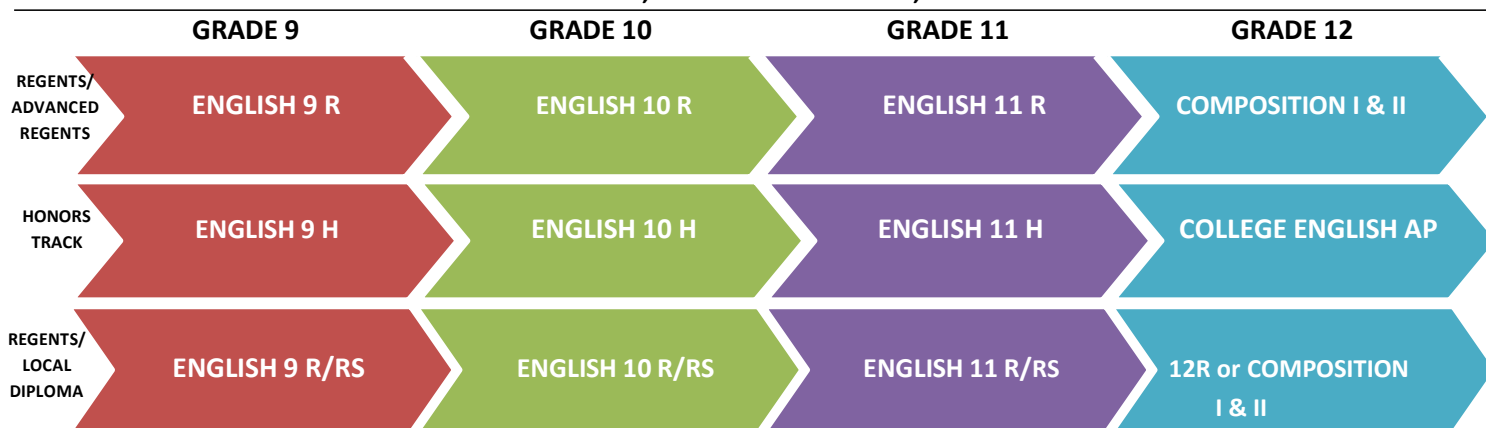 GRADE 9 GRADE 10 GRADE 11 GRADE 12
REGENTS/
ADVANCED
REGENTS
ENGLISH 9 R ENGLISH 10 R ENGLISH 11 R COMPOSITION I & II
HONORS
TRACK
ENGLISH 9 H ENGLISH 10 H ENGLISH 11 H COLLEGE ENGLISH AP
REGENTS/
LOCAL
DIPLOMA
ENGLISH 9 R/RS ENGLISH 10 R/RS ENGLISH 11 R/RS 12R or COMPOSITION
I & II